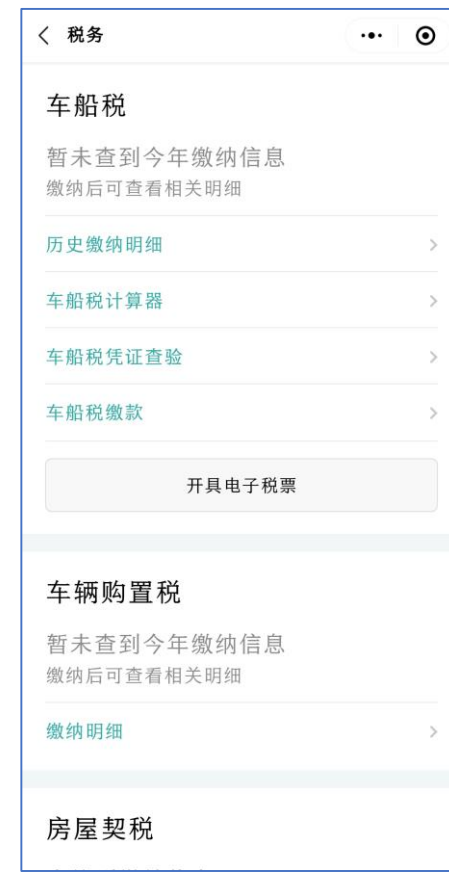 税务
车船税
暂未查到今年缴纳信息
缴纳后可查看相关明细
历史缴纳明细
车船税计算器
车船税凭证查验
车船税缴款
开具电子税票
车辆购置税
暂未查到今年缴纳信息
缴纳后可查看相关明细
缴纳明细
房屋契税